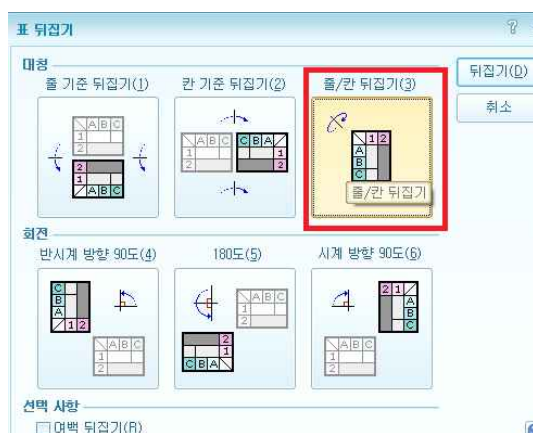 표 뒤집기
대칭
줄 기준 뒤집기(1) 칸 기준 뒤집기(2) 줄/칸 뒤집기(3)
뒤집기(D)
취소
A B C
1
2
2
1
A B C
A B C
1
2
C B A
1
2
1 2
A
B
C
줄/칸 뒤집기
회전
반시계 방향 90도(4) 180도(5) 시계 방향 90도(6)
C
B
A
1 2
A B C
1
2
A B C
1
2
2
1
C B A
2 1
A
B
C
A B C
1
2
선택 사항
여백 뒤집기(R)